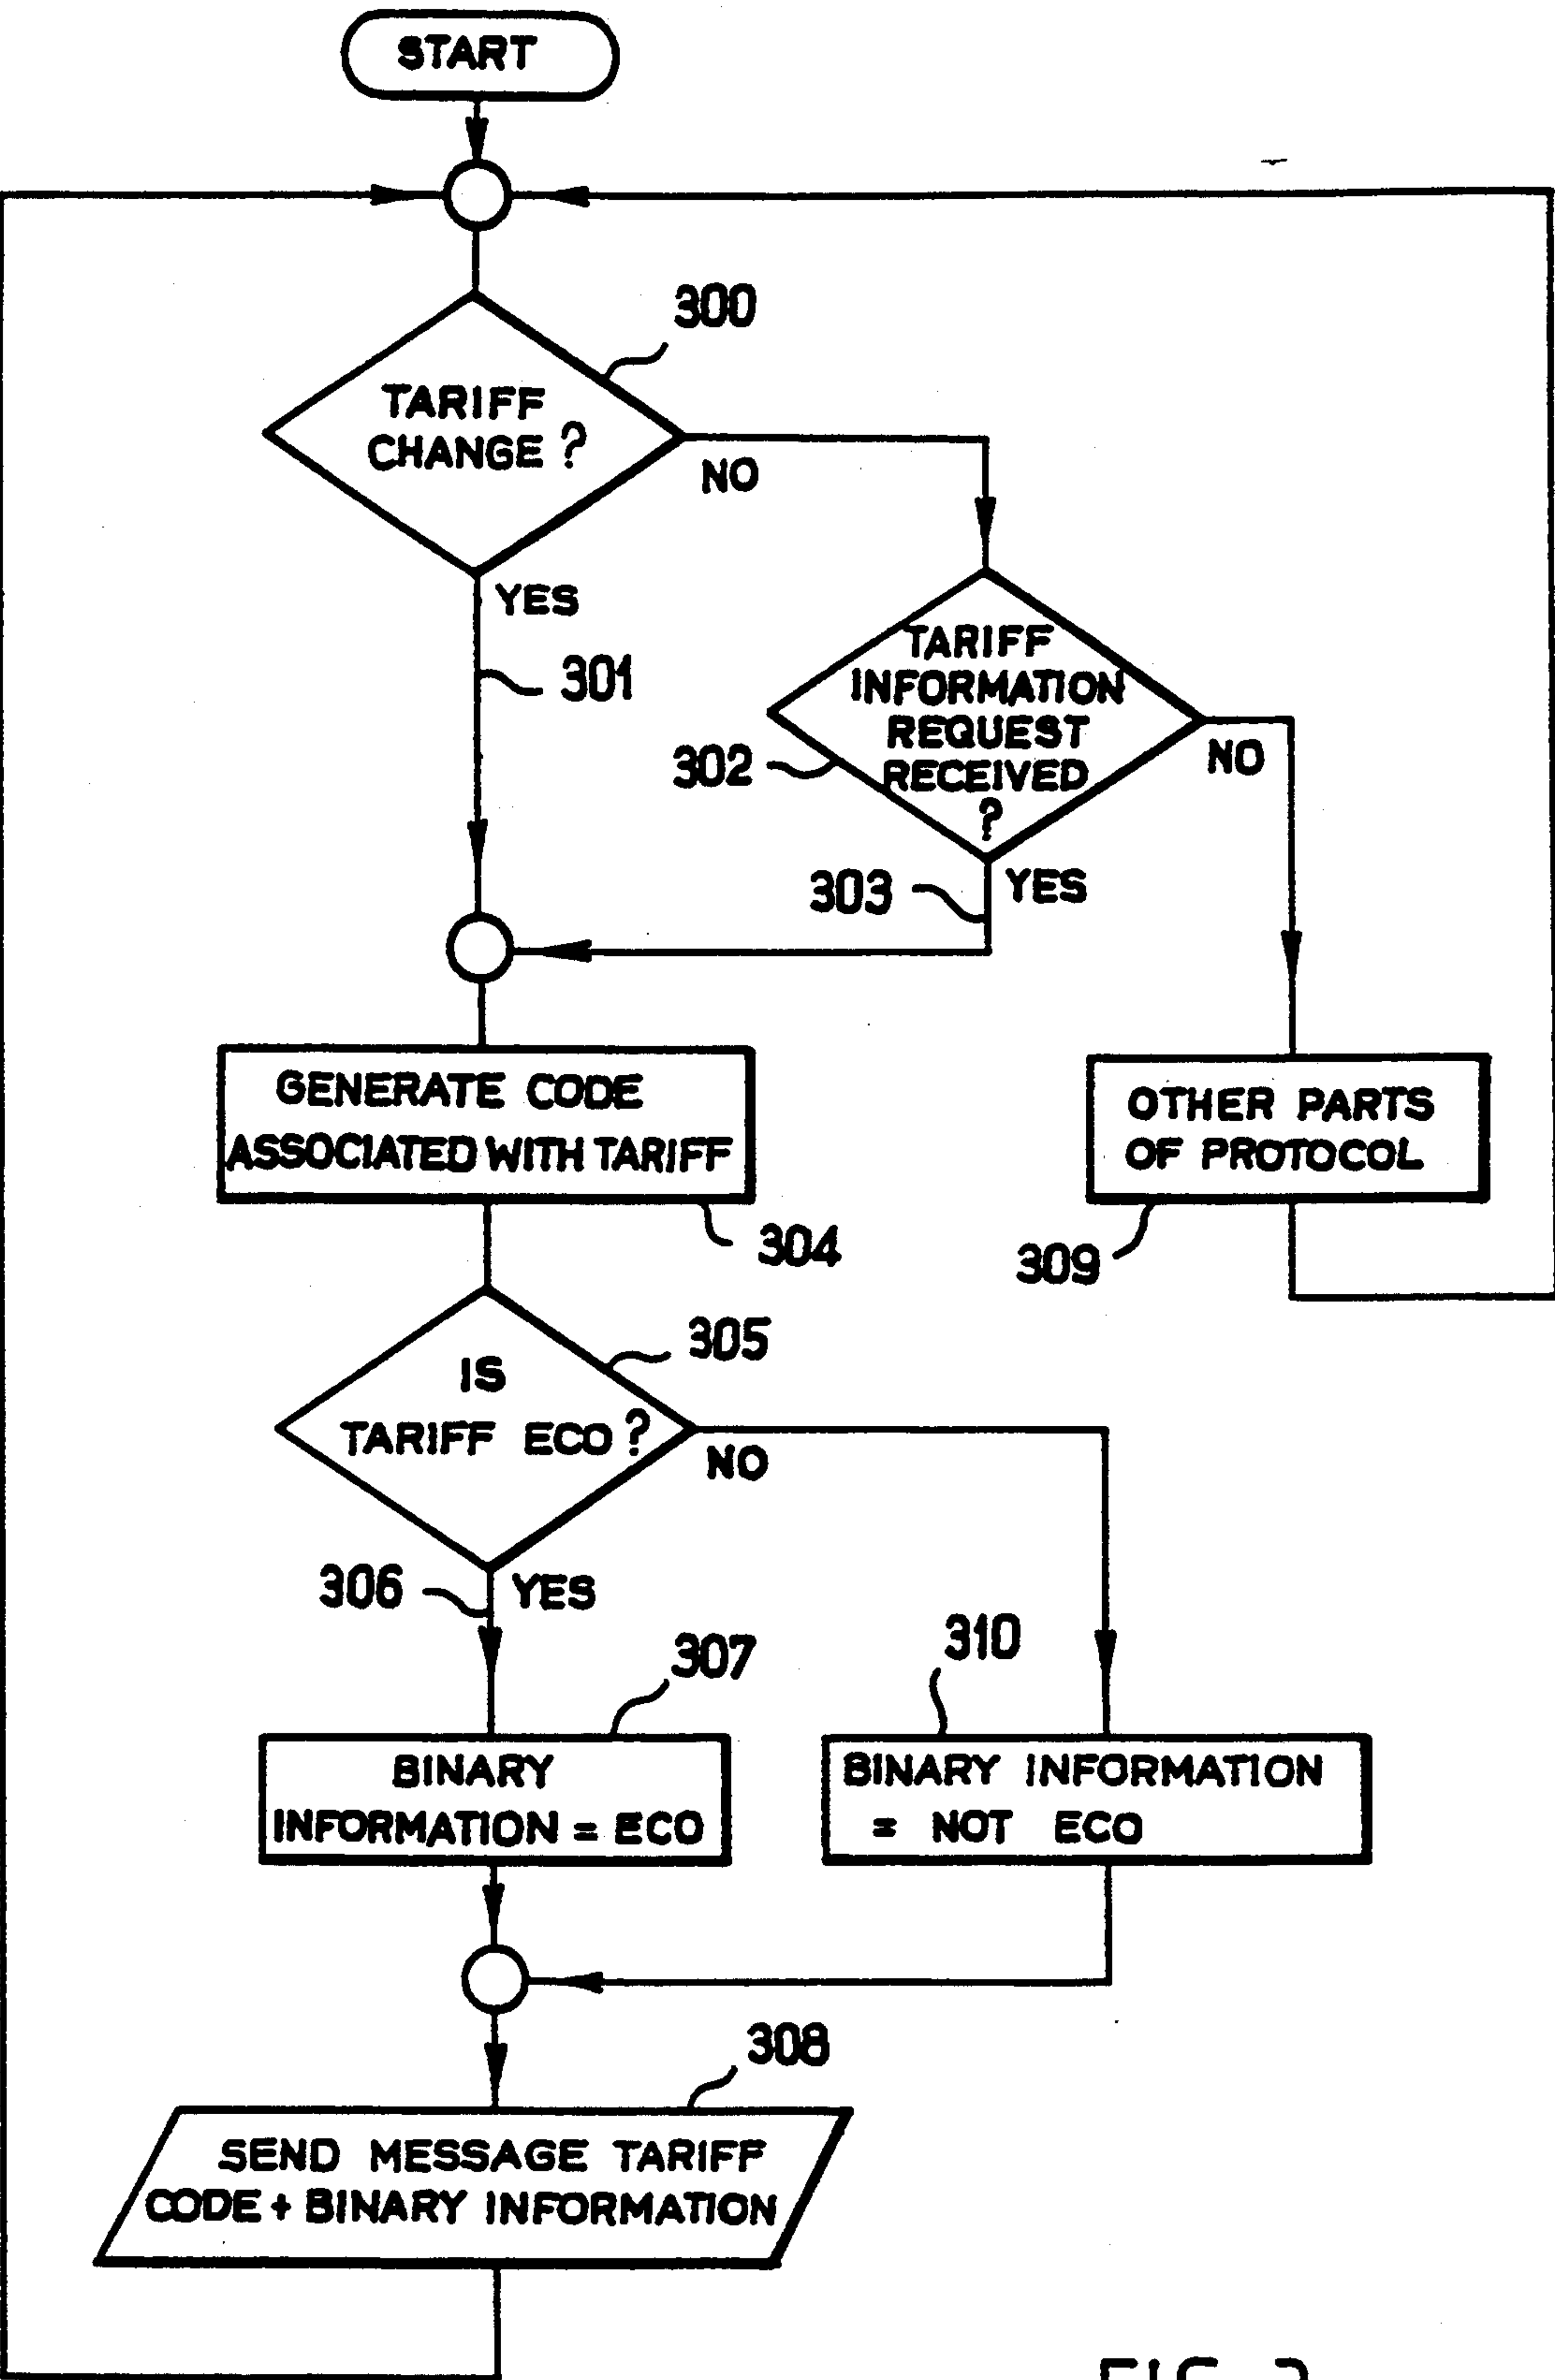 START
300
TARIFF
CHANGE ?
NO
YES
301
TARIFF
INFORMATION
REQUEST
RECEIVED
?
302
NO
303
YES
GENERATE CODE
ASSOCIATED WITH TARIFF
304
OTHER PARTS
OF PROTOCOL
309
305
IS
TARIFF ECO ?
NO
306
YES
307
310
BINARY
INFORMATION = ECO
BINARY INFORMATION
= NOT ECO
308
SEND MESSAGE TARIFF
CODE + BINARY INFORMATION